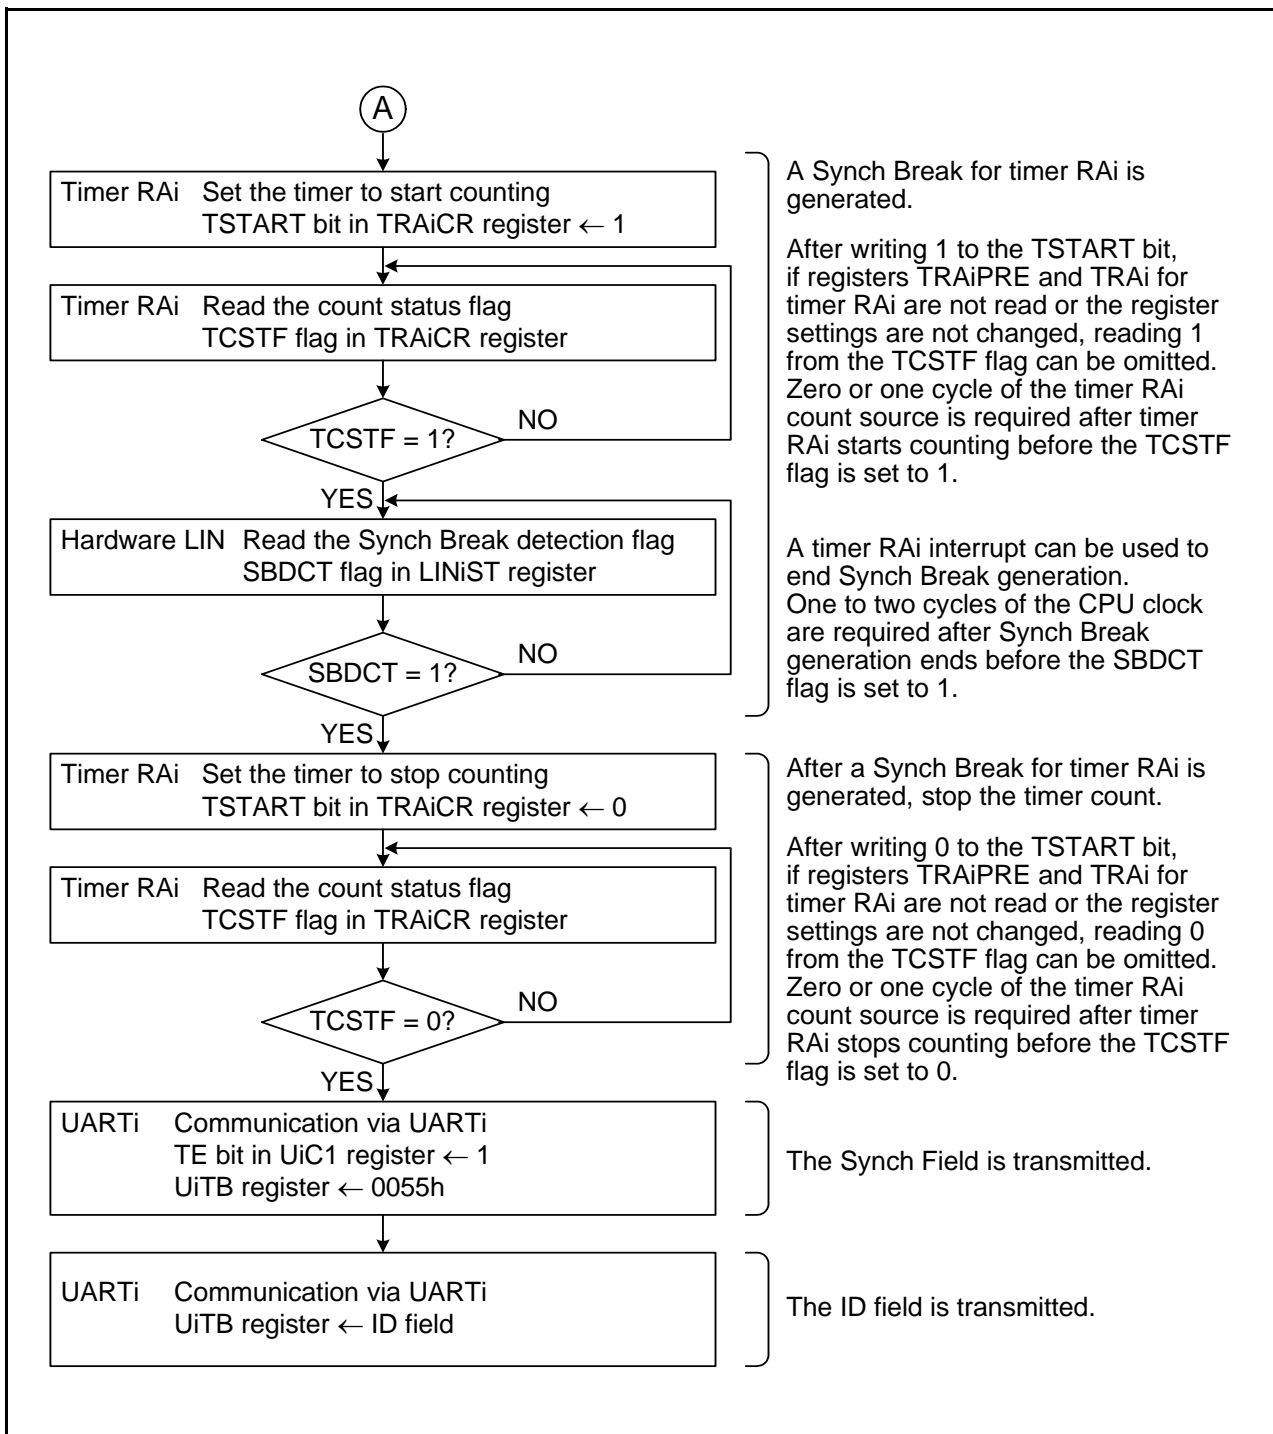 A
Timer RAi Set the timer to start counting
TSTART bit in TRAiCR register ← 1
Timer RAi Read the count status flag
TCSTF flag in TRAiCR register
TCSTF = 1?
NO
YES
Hardware LIN Read the Synch Break detection flag
SBDCT flag in LINiST register
SBDCT = 1?
NO
YES
A Synch Break for timer RAi is
generated.
After writing 1 to the TSTART bit,
if registers TRAiPRE and TRAi for
timer RAi are not read or the register
settings are not changed, reading 1
from the TCSTF flag can be omitted.
Zero or one cycle of the timer RAi
count source is required after timer
RAi starts counting before the TCSTF
flag is set to 1.
A timer RAi interrupt can be used to
end Synch Break generation.
One to two cycles of the CPU clock
are required after Synch Break
generation ends before the SBDCT
flag is set to 1.
Timer RAi Set the timer to stop counting
TSTART bit in TRAiCR register ← 0
Timer RAi Read the count status flag
TCSTF flag in TRAiCR register
TCSTF = 0?
NO
YES
After a Synch Break for timer RAi is
generated, stop the timer count.
After writing 0 to the TSTART bit,
if registers TRAiPRE and TRAi for
timer RAi are not read or the register
settings are not changed, reading 0
from the TCSTF flag can be omitted.
Zero or one cycle of the timer RAi
count source is required after timer
RAi stops counting before the TCSTF
flag is set to 0.
UARTi Communication via UARTi
TE bit in UiC1 register ← 1
UiTB register ← 0055h
The Synch Field is transmitted.
UARTi Communication via UARTi
UiTB register ← ID field
The ID field is transmitted.